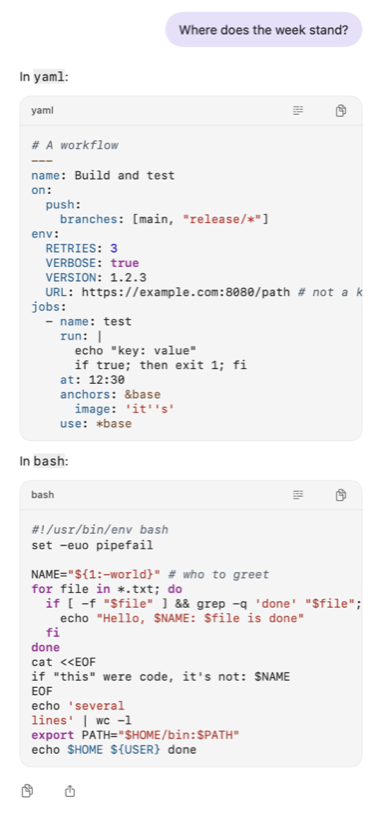 Where does the week stand?
In yaml:
yaml
# A workflow
---
name: Build and test
on:
  push:
    branches: [main, "release/*"]
env:
  RETRIES: 3
  VERBOSE: true
  VERSION: 1.2.3
  URL: https://example.com:8080/path # not a k
jobs:
  - name: test
    run: |
      echo "key: value"
      if true; then exit 1; fi
    at: 12:30
    anchors: &base
      image: 'it''s'
    use: *base
In bash:
bash
#!/usr/bin/env bash
set -euo pipefail

NAME="${1:-world}" # who to greet
for file in *.txt; do
  if [ -f "$file" ] && grep -q 'done' "$file";
    echo "Hello, $NAME: $file is done"
  fi
done
cat <<EOF
if "this" were code, it's not: $NAME
EOF
echo 'several
lines' | wc -l
export PATH="$HOME/bin:$PATH"
echo $HOME ${USER} done